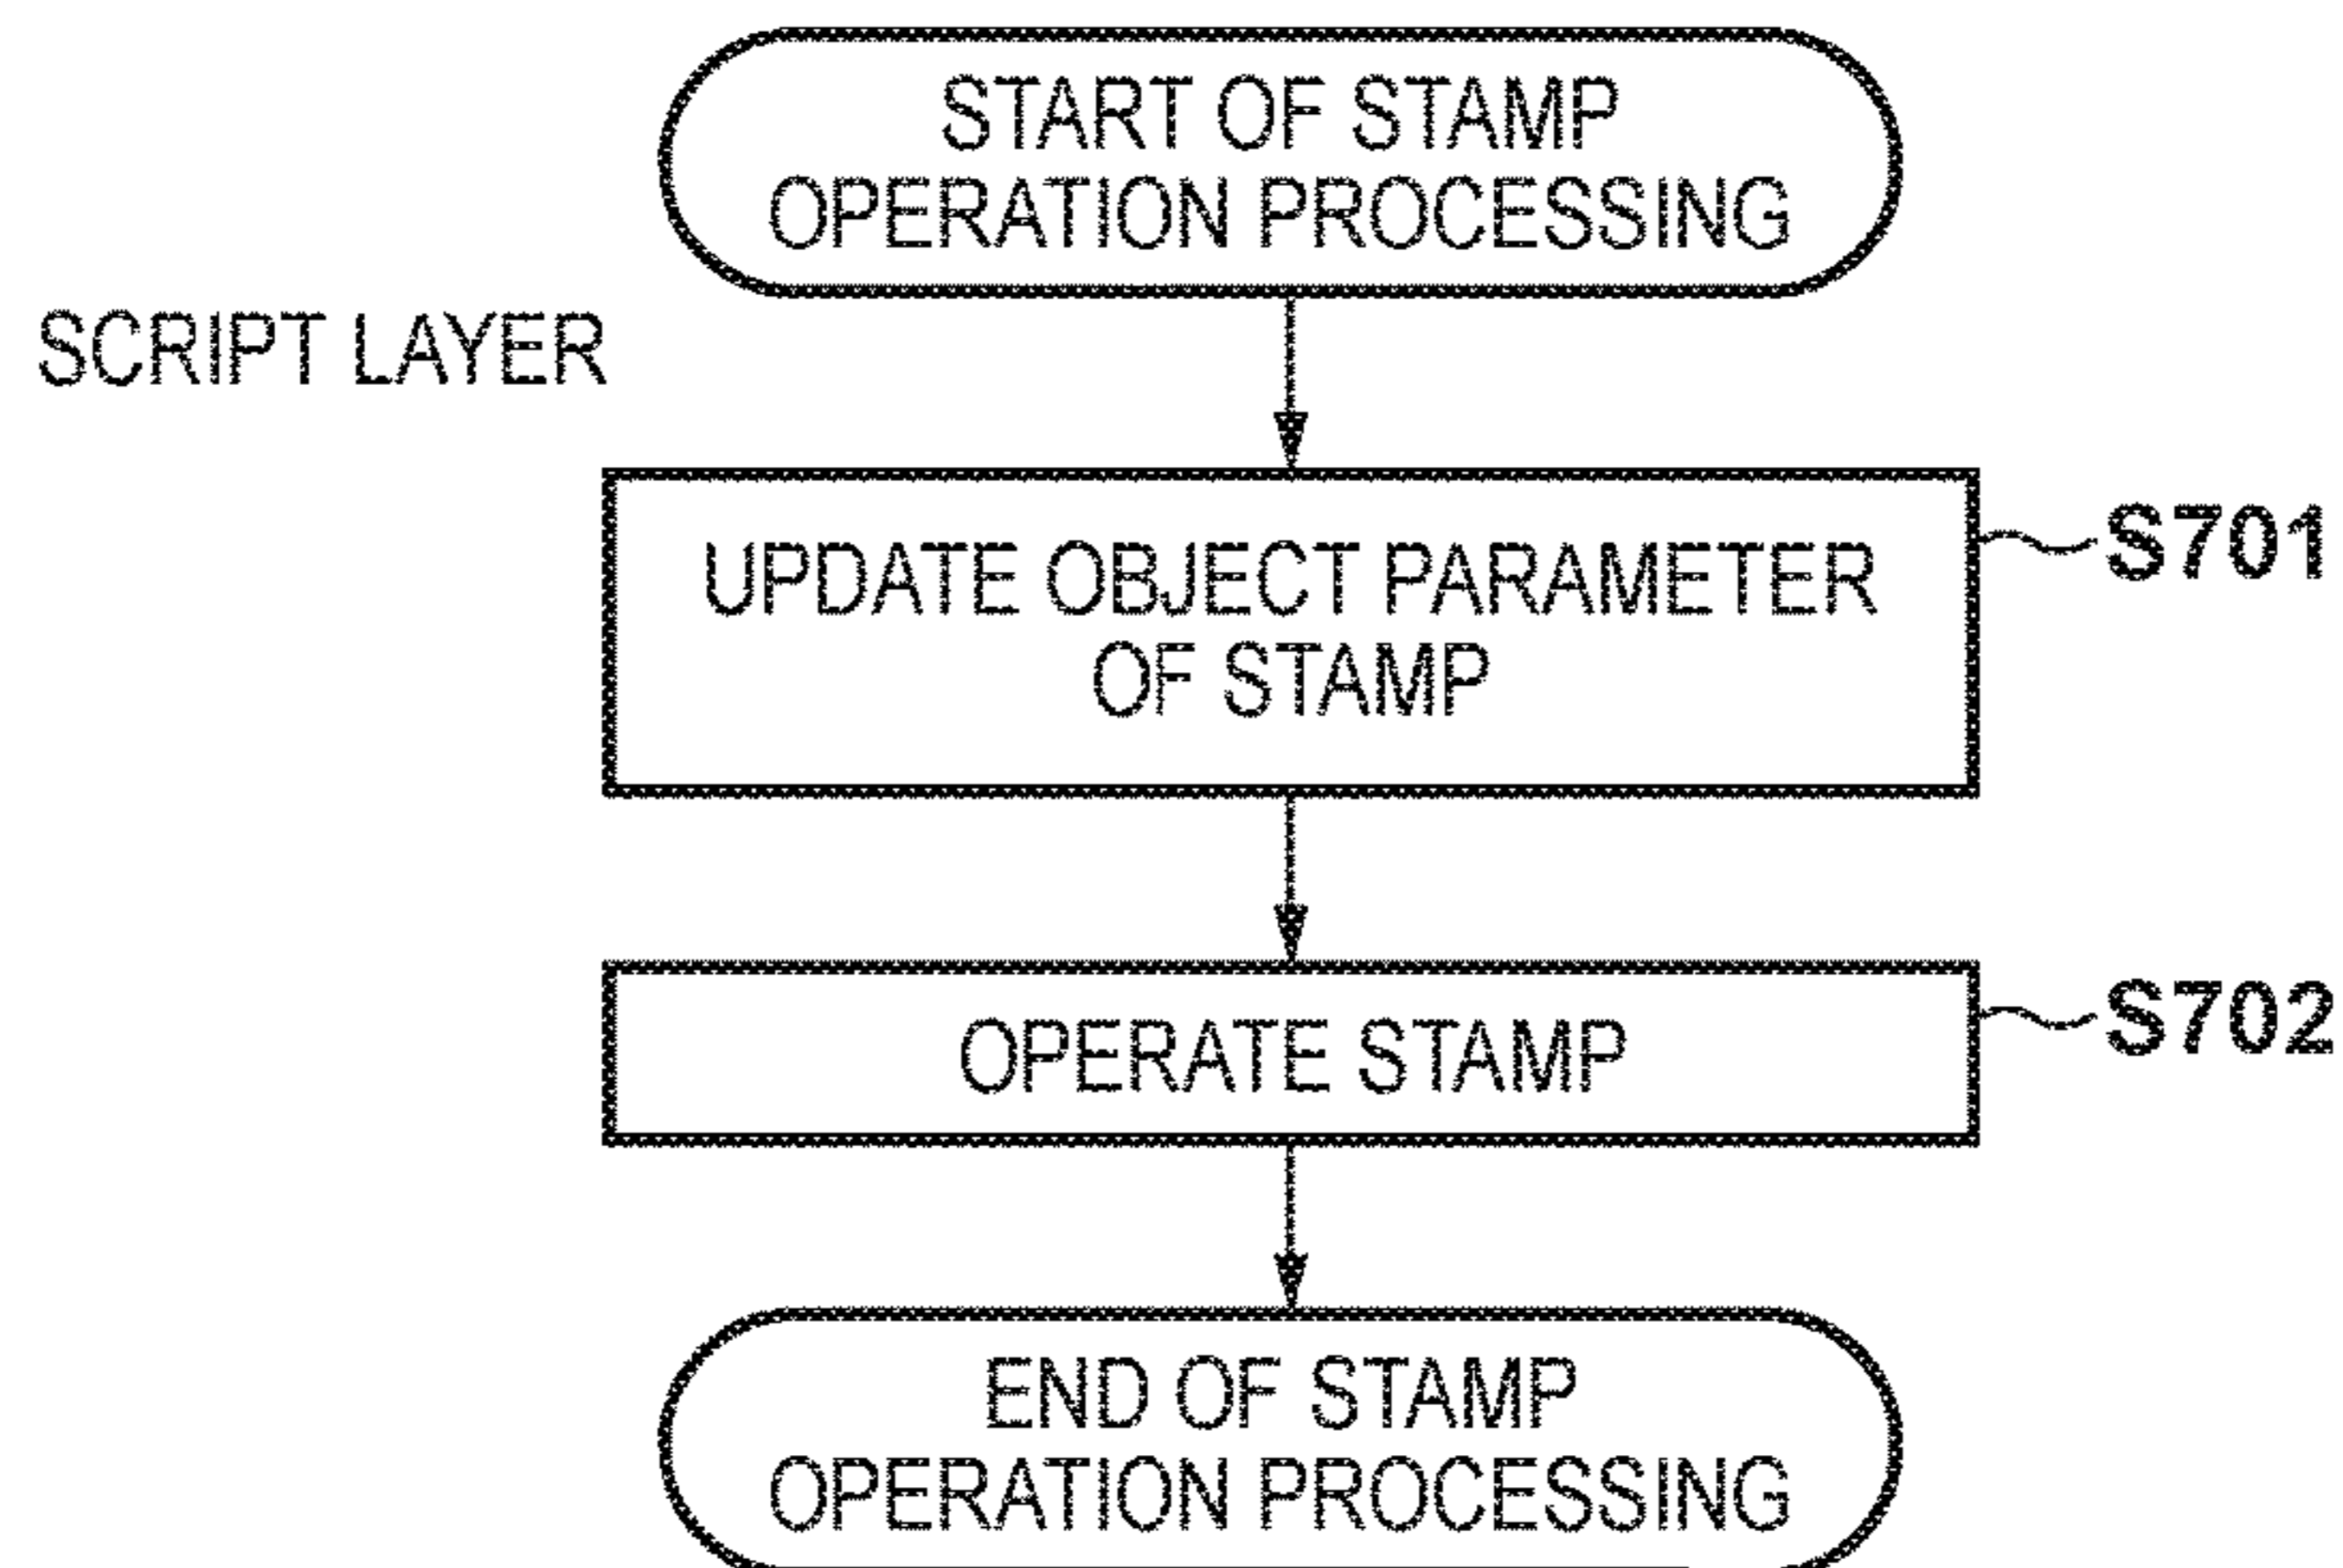 START OF STAMP
OPERATION PROCESSING
SCRIPT LAYER
UPDATE OBJECT PARAMETER
OF STAMP
S701
OPERATE STAMP
S702
END OF STAMP
OPERATION PROCESSING